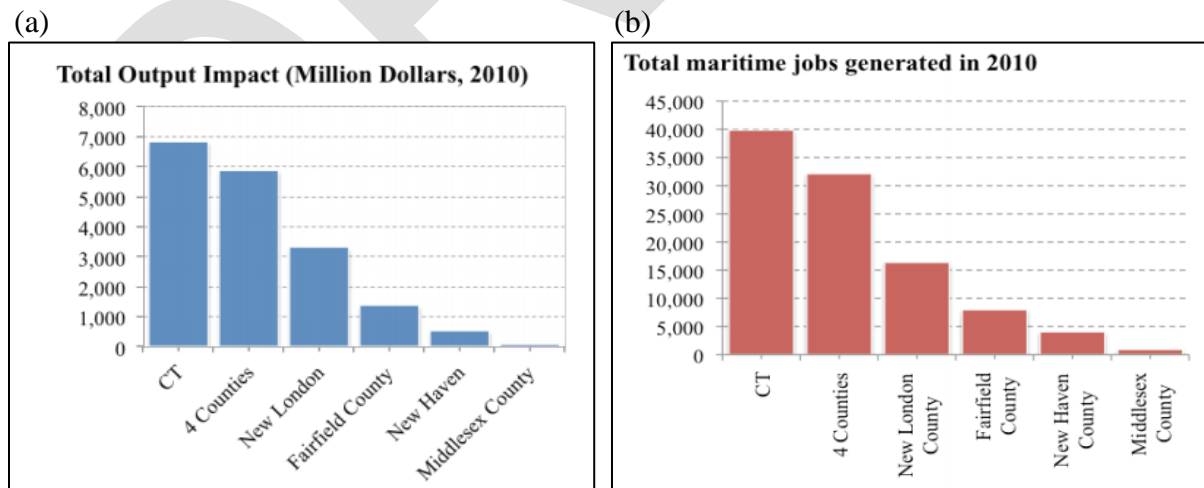 (a)
Total Output Impact (Million Dollars, 2010)
8,000
7,000
6,000
5,000
4,000
3,000
2,000
1,000
0
CT
4 Counties
New London
Fairfield County
New Haven
Middlesex County
(b)
Total maritime jobs generated in 2010
45,000
40,000
35,000
30,000
25,000
20,000
15,000
10,000
5,000
0
CT
4 Counties
New London
County
Fairfield
County
New Haven
County
Middlesex
County